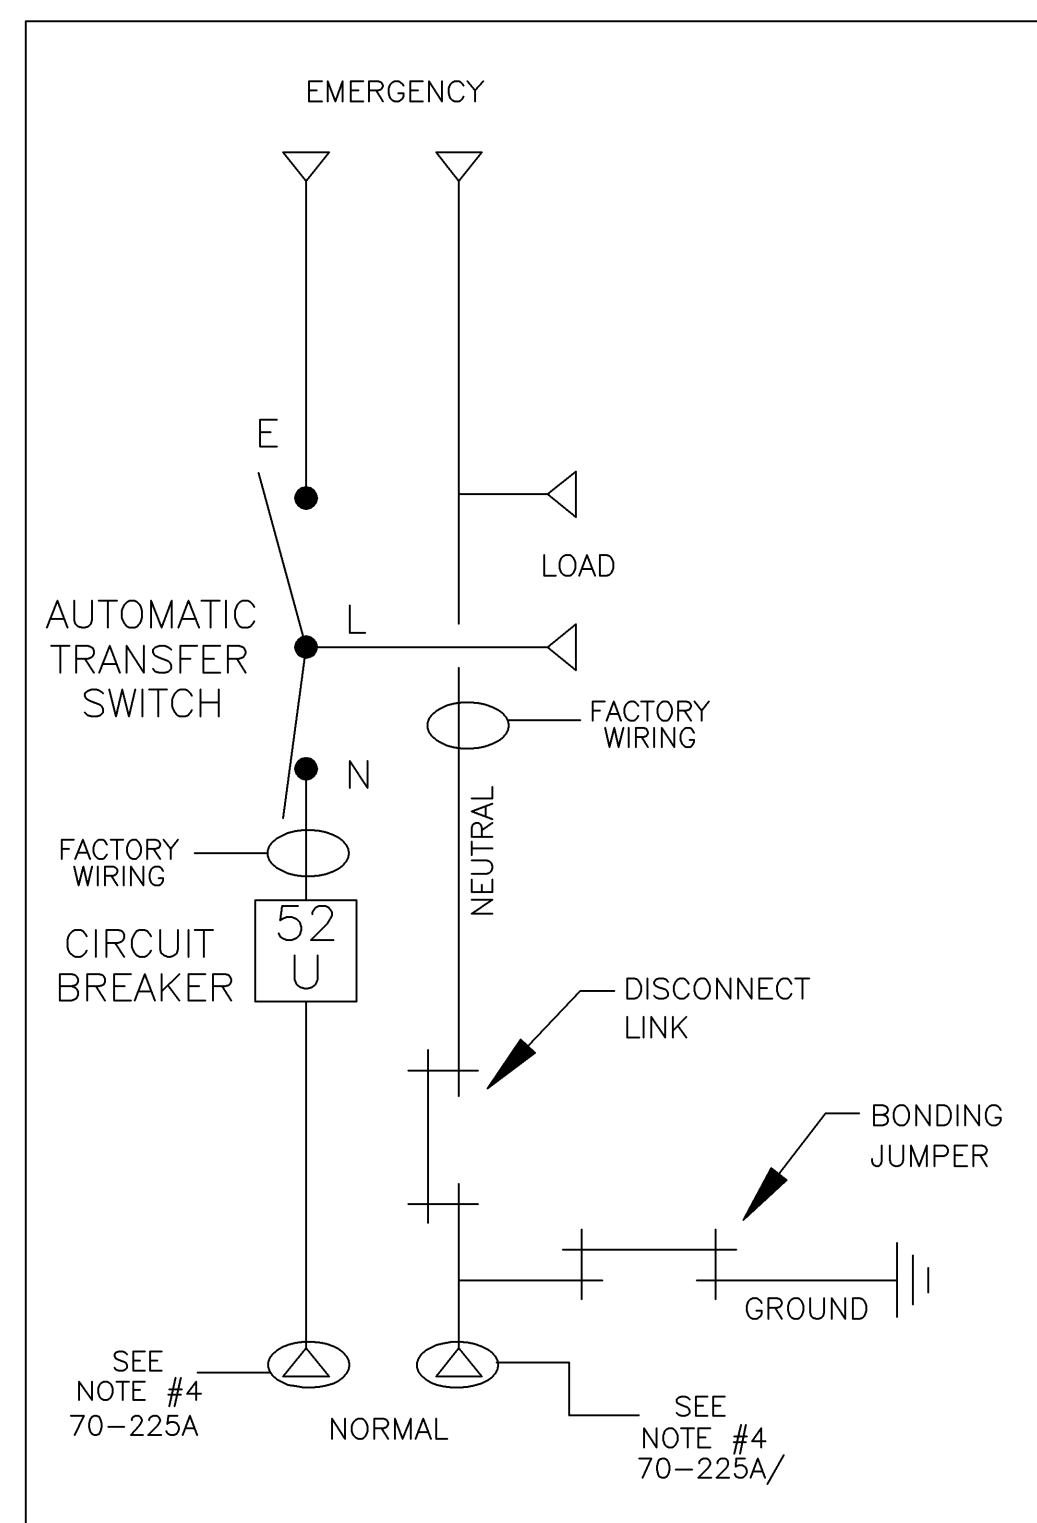 EMERGENCY
E
LOAD
AUTOMATIC
TRANSFER
SWITCH
L
FACTORY
WIRING
N
NEUTRAL
FACTORY
WIRING
52
U
CIRCUIT
BREAKER
DISCONNECT
LINK
BONDING
JUMPER
GROUND
SEE
NOTE #4
70-225A
NORMAL
SEE
NOTE #4
70-225A/